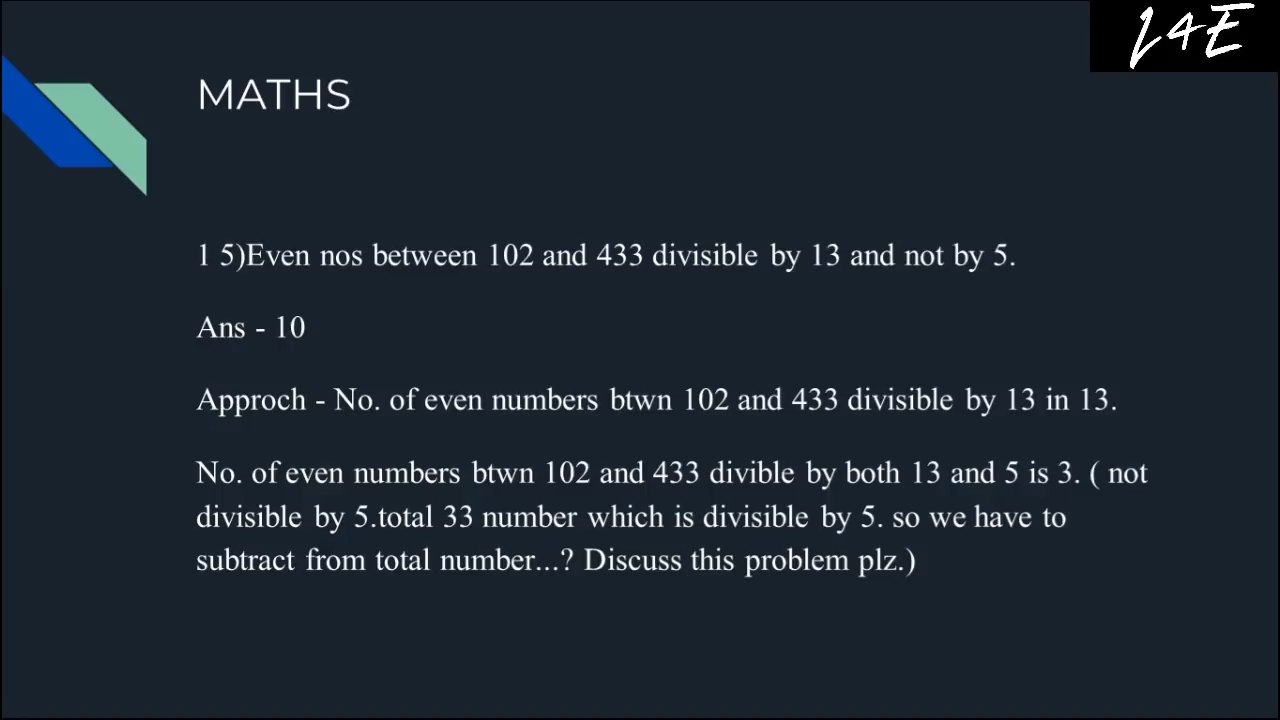 L4E
MATHS
1 5)Even nos between 102 and 433 divisible by 13 and not by 5.
Ans - 10
Approch - No. of even numbers btwn 102 and 433 divisible by 13 in 13.
No. of even numbers btwn 102 and 433 divible by both 13 and 5 is 3. ( not
divisible by 5.total 33 number which is divisible by 5. so we have to
subtract from total number...? Discuss this problem plz.)